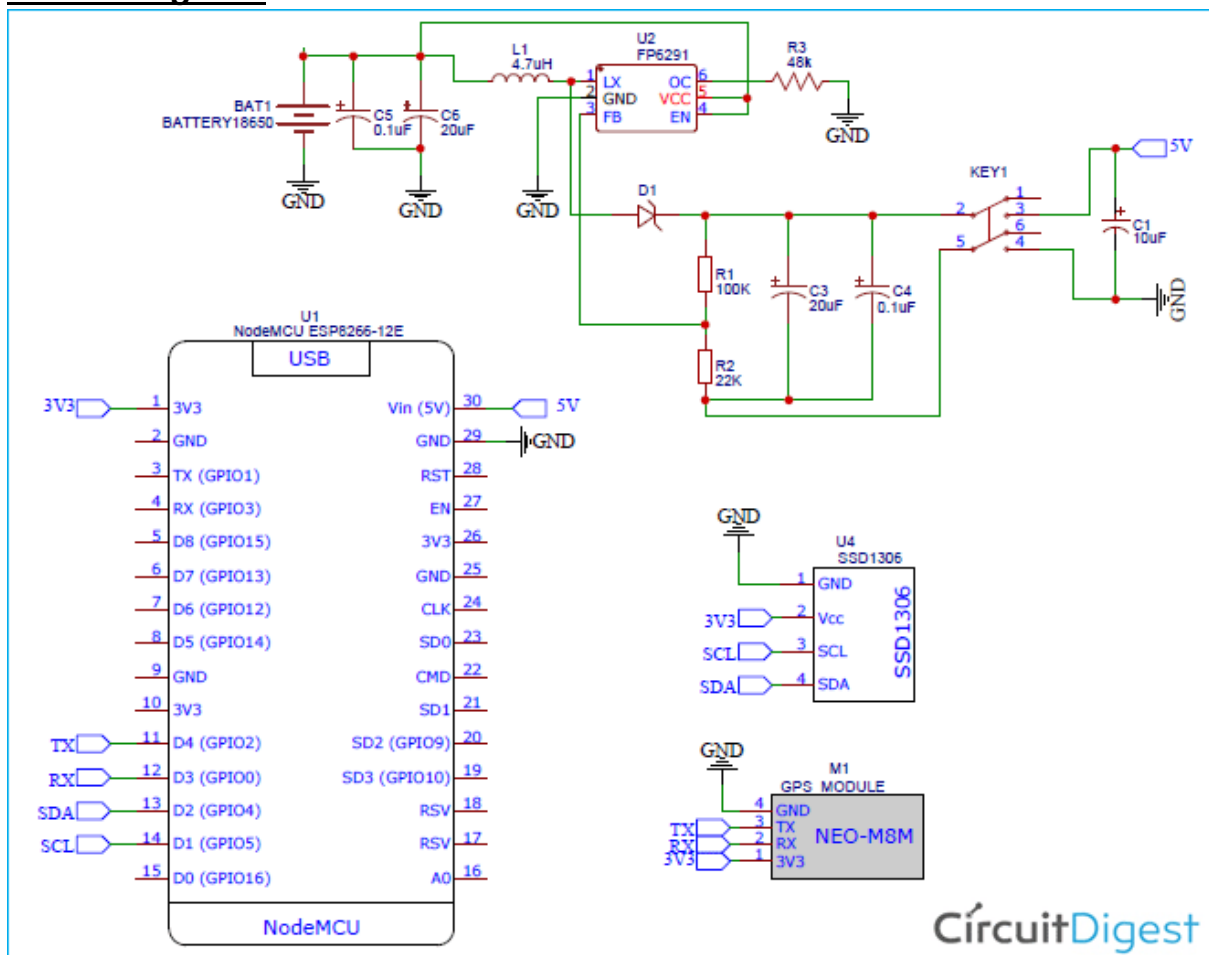 U2
FP6291
L1
4.7uH
R3
48k
1 LX
2 GND
3 FB
OC 6
VCC 5
EN 4
BAT1
BATTERY18650
C5
0.1uF
C6
20uF
GND
GND
GND
GND
D1
KEY1
5V
2
5
1
3
6
4
C1
10uF
GND
R1
100K
C3
20uF
C4
0.1uF
R2
22K
U1
NodeMCU ESP8266-12E
USB
3V3 1 3V3
2 GND
3 TX (GPIO1)
4 RX (GPIO3)
5 D8 (GPIO15)
6 D7 (GPIO13)
7 D6 (GPIO12)
8 D5 (GPIO14)
9 GND
10 3V3
TX 11 D4 (GPIO2)
RX 12 D3 (GPIO0)
SDA 13 D2 (GPIO4)
SCL 14 D1 (GPIO5)
15 D0 (GPIO16)
Vin (5V) 30 5V
GND 29 GND
RST 28
EN 27
3V3 26
GND 25
CLK 24
SD0 23
CMD 22
SD1 21
SD2 (GPIO9) 20
SD3 (GPIO10) 19
RSV 18
RSV 17
A0 16
NodeMCU
GND
U4
SSD1306
1 GND
3V3 2 Vcc
SCL 3 SCL
SDA 4 SDA
SSD1306
GND
M1
GPS MODULE
4 GND
TX 3 TX
RX 2 RX
3V3 1 3V3
NEO-M8M
CircuitDigest